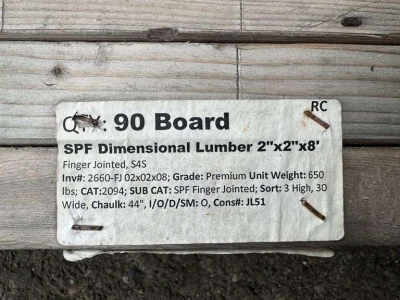 RC
90 Board
SPF Dimensional Lumber 2"x2"x8'
Finger Jointed, S4S
Inv#: 2660-FJ 02x02x08; Grade: Premium Unit Weight: 650
lbs; CAT:2094; SUB CAT: SPF Finger Jointed; Sort: 3 High, 30
Wide, Chaulk: 44", I/O/D/SM: O, Cons#: JL51